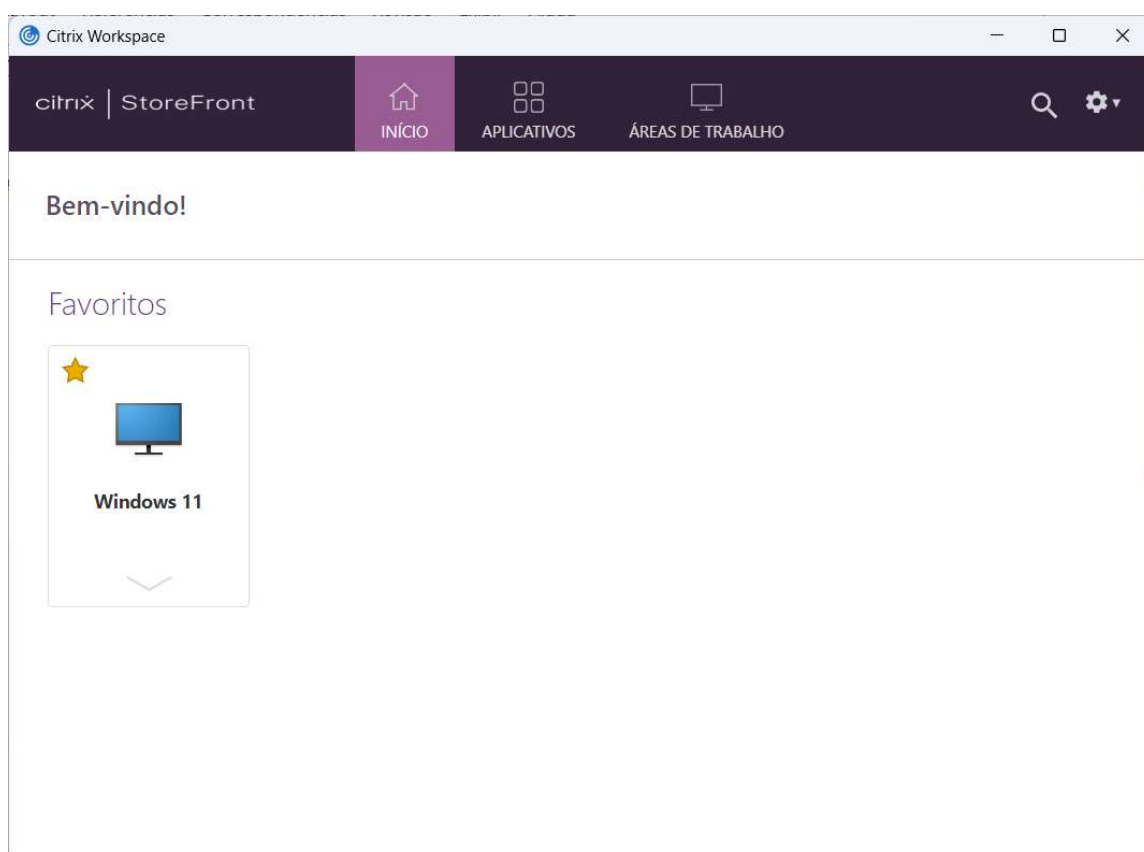 Citrix Workspace
citrix | StoreFront
INÍCIO
APLICATIVOS
ÁREAS DE TRABALHO
Bem-vindo!
Favoritos
Windows 11